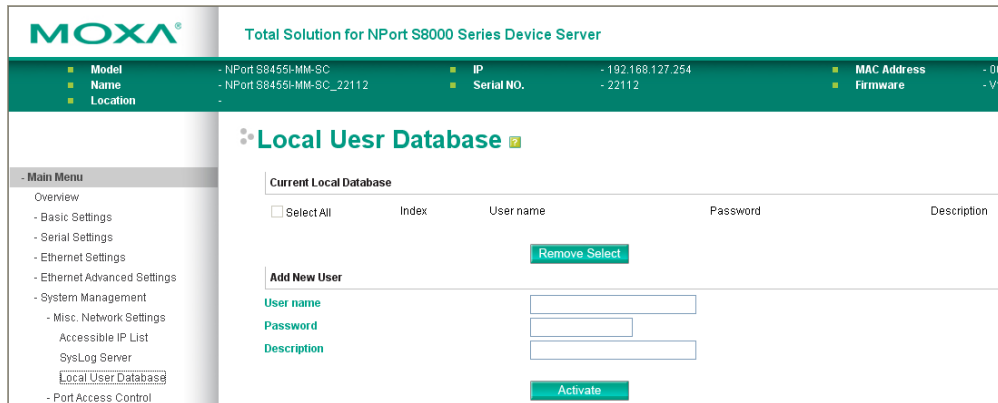 MOXA®
Total Solution for NPort S8000 Series Device Server
Model - NPort S8455I-MM-SC IP - 192.168.127.254 MAC Address
Name - NPort S8455I-MM-SC_22112 Serial NO. - 22112 Firmware
Location -
Local Uesr Database
- Main Menu
Overview
- Basic Settings
- Serial Settings
- Ethernet Settings
- Ethernet Advanced Settings
- System Management
- Misc. Network Settings
Accessible IP List
SysLog Server
Local User Database
- Port Access Control
Current Local Database
Select All Index User name Password Description
Remove Select
Add New User
User name
Password
Description
Activate